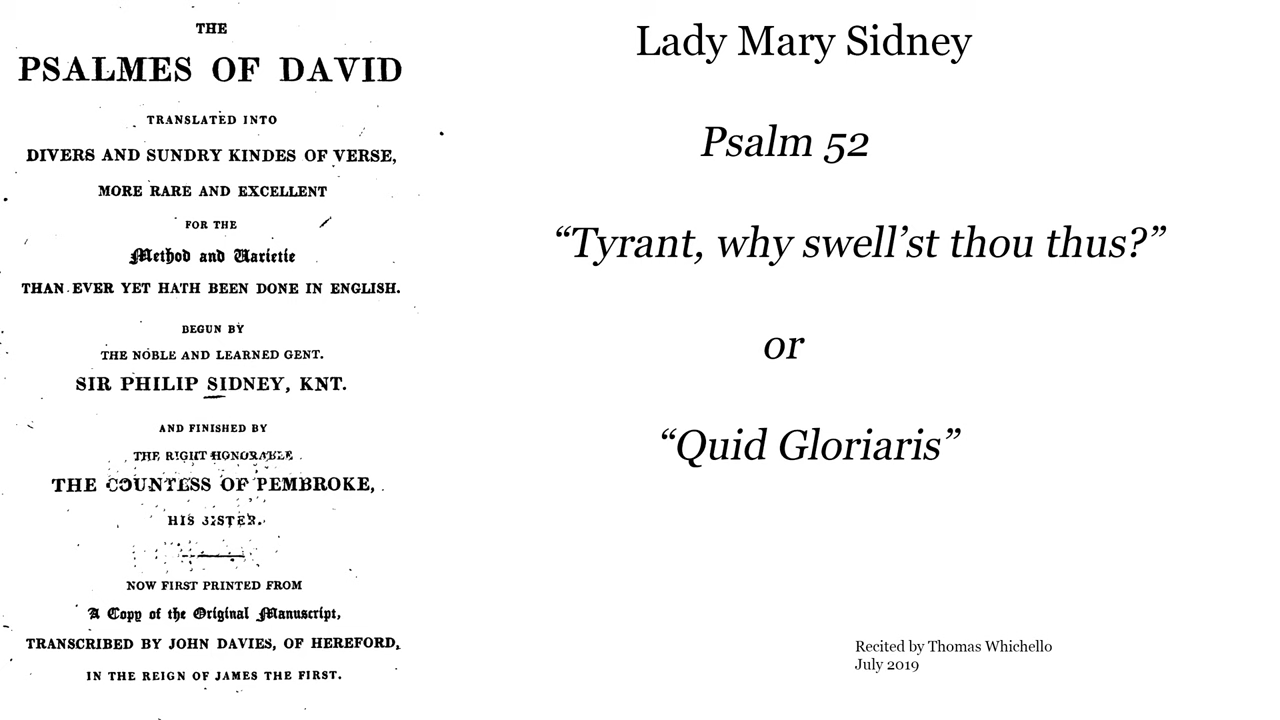 THE
PSALMES OF DAVID
TRANSLATED INTO
DIVERS AND SUNDRY KINDES OF VERSE,
MORE RARE AND EXCELLENT
FOR THE
Method and Varietie
THAN EVER YET HATH BEEN DONE IN ENGLISH.
BEGUN BY
THE NOBLE AND LEARNED GENT.
SIR PHILIP SIDNEY, KNT.
AND FINISHED BY
THE RIGHT HONORABLE
THE COUNTESS OF PEMBROKE,
HIS SISTER.
NOW FIRST PRINTED FROM
A Copy of the Original Manuscript,
TRANSCRIBED BY JOHN DAVIES, OF HEREFORD,
IN THE REIGN OF JAMES THE FIRST.
Lady Mary Sidney
Psalm 52
“Tyrant, why swell’st thou thus?”
or
“Quid Gloriaris”
Recited by Thomas Whichello
July 2019